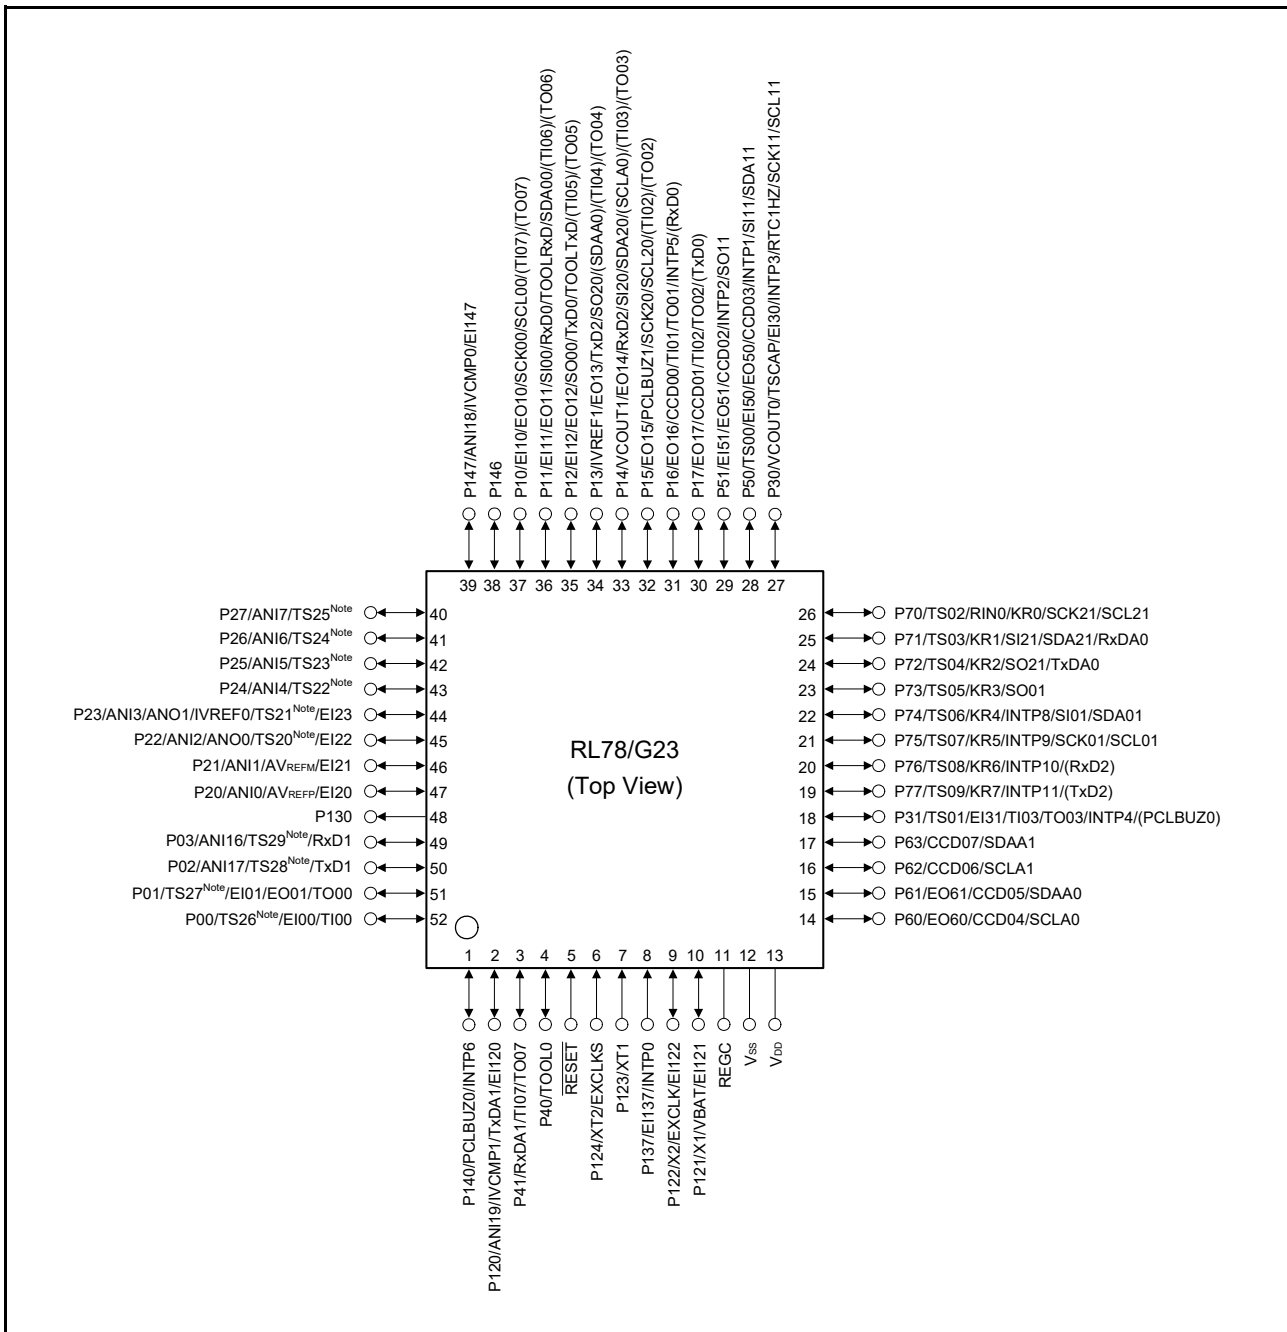 P147/ANI18/IVCMP0/EI147
P146
P10/EI10/EO10/SCK00/SCL00/(TI07)/(TO07)
P11/EI11/EO11/SI00/RxD0/TOOLRxD/SDA00/(TI06)/(TO06)
P12/EI12/EO12/SO00/TxD0/TOOLTxD/(TI05)/(TO05)
P13/IVREF1/EO13/TxD2/SO20/(SDAA0)/(TI04)/(TO04)
P14/VCOUT1/EO14/RxD2/SI20/SDA20/(SCLA0)/(TI03)/(TO03)
P15/EO15/PCLBUZ1/SCK20/SCL20/(TI02)/(TO02)
P16/EO16/CCD00/TI01/TO01/INTP5/(RxD0)
P17/EO17/CCD01/TI02/TO02/(TxD0)
P51/EI51/EO51/CCD02/INTP2/SO11
P50/TS00/EI50/EO50/CCD03/INTP1/SI11/SDA11
P30/VCOUT0/TSCAP/EI30/INTP3/RTC1HZ/SCK11/SCL11
39 38 37 36 35 34 33 32 31 30 29 28 27
P27/ANI7/TS25Note 40
P26/ANI6/TS24Note 41
P25/ANI5/TS23Note 42
P24/ANI4/TS22Note 43
P23/ANI3/ANO1/IVREF0/TS21Note/EI23 44
P22/ANI2/ANO0/TS20Note/EI22 45
P21/ANI1/AVREFM/EI21 46
P20/ANI0/AVREFP/EI20 47
P130 48
P03/ANI16/TS29Note/RxD1 49
P02/ANI17/TS28Note/TxD1 50
P01/TS27Note/EI01/EO01/TO00 51
P00/TS26Note/EI00/TI00 52
RL78/G23
(Top View)
26 P70/TS02/RIN0/KR0/SCK21/SCL21
25 P71/TS03/KR1/SI21/SDA21/RxDA0
24 P72/TS04/KR2/SO21/TxDA0
23 P73/TS05/KR3/SO01
22 P74/TS06/KR4/INTP8/SI01/SDA01
21 P75/TS07/KR5/INTP9/SCK01/SCL01
20 P76/TS08/KR6/INTP10/(RxD2)
19 P77/TS09/KR7/INTP11/(TxD2)
18 P31/TS01/EI31/TI03/TO03/INTP4/(PCLBUZ0)
17 P63/CCD07/SDAA1
16 P62/CCD06/SCLA1
15 P61/EO61/CCD05/SDAA0
14 P60/EO60/CCD04/SCLA0
1 2 3 4 5 6 7 8 9 10 11 12 13
P140/PCLBUZ0/INTP6
P120/ANI19/IVCMP1/TxDA1/EI120
P41/RxDA1/TI07/TO07
P40/TOOL0
RESET
P124/XT2/EXCLKS
P123/XT1
P137/EI137/INTP0
P122/X2/EXCLK/EI122
P121/X1/VBAT/EI121
REGC
VSS
VDD